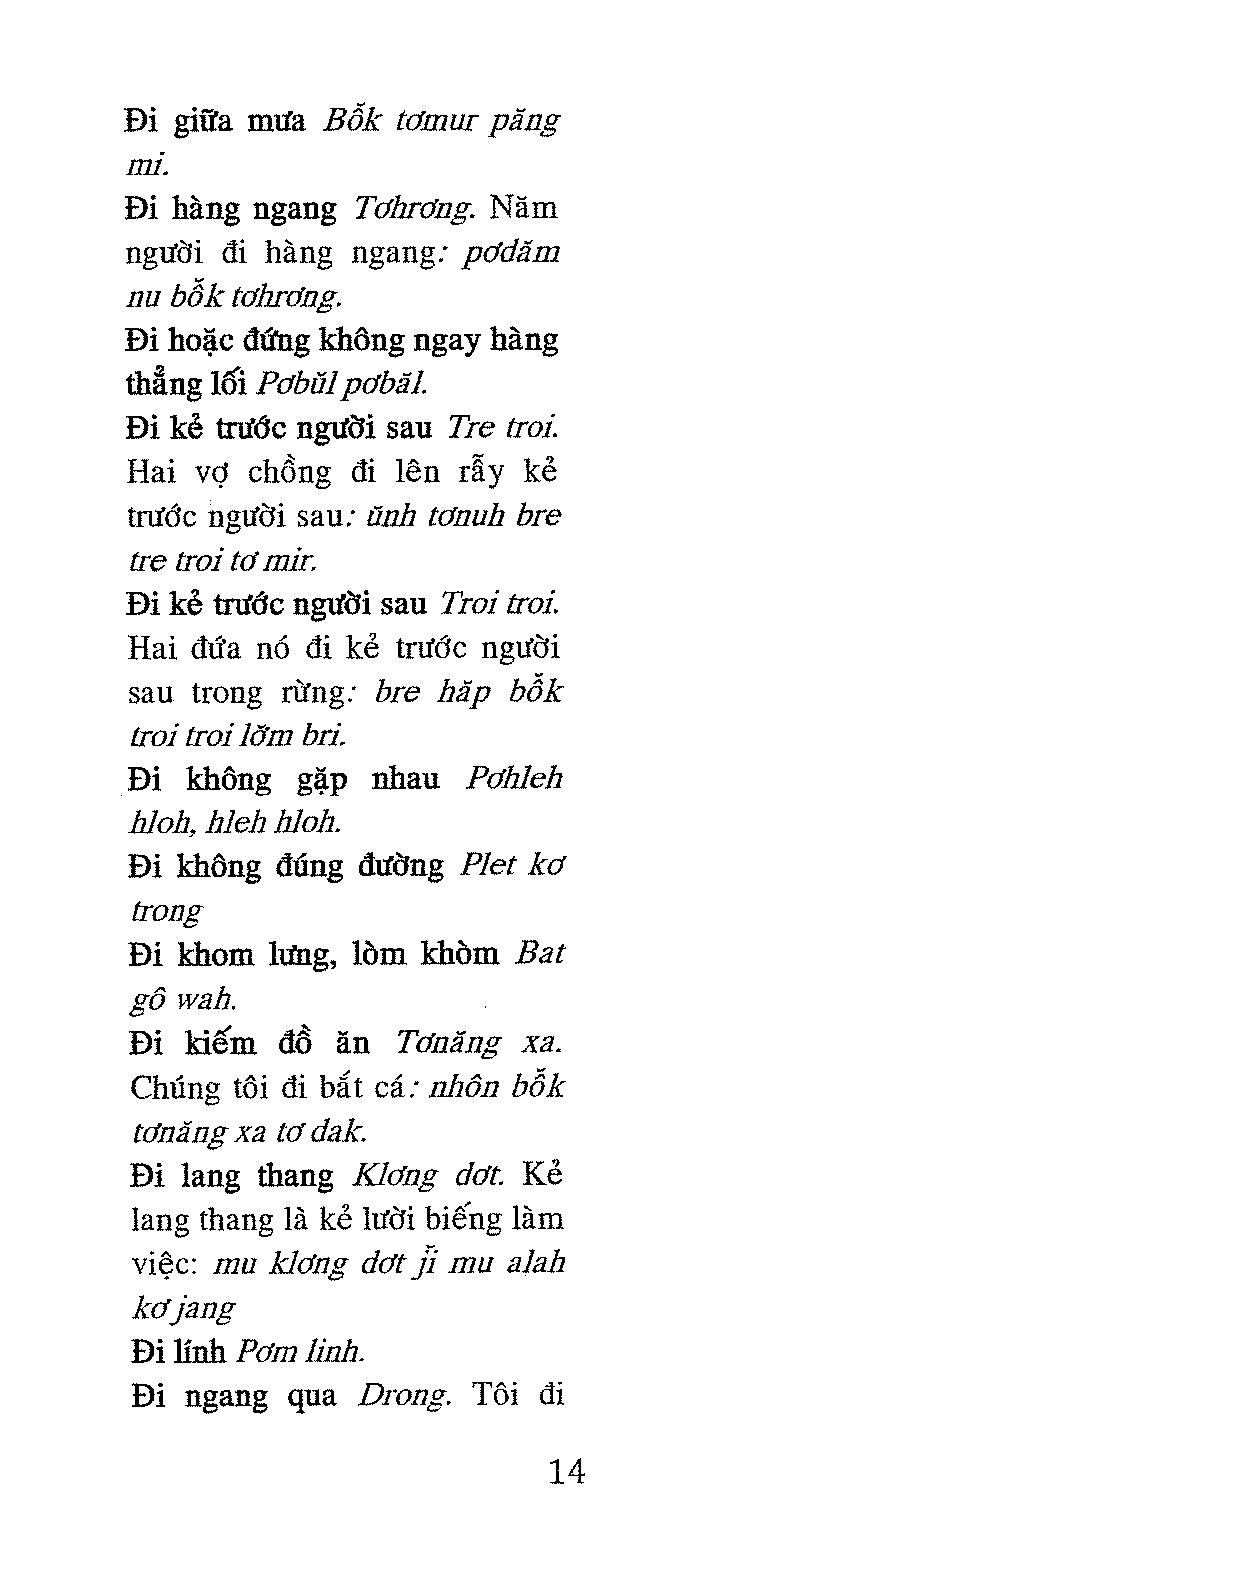 Đi giữa mưa Bô̆k tơmur păng
mi.
Đi hàng ngang Tơhrơng. Năm
người đi hàng ngang: pơdăm
nu bô̆k tơhrơng.
Đi hoặc đứng không ngay hàng
thẳng lối Pơbŭl pơbăl.
Đi kẻ trước người sau Tre troi.
Hai vợ chồng đi lên rẫy kẻ
trước người sau: ŭnh tơnuh bre
tre troi tơ mir.
Đi kẻ trước người sau Troi troi.
Hai đứa nó đi kẻ trước người
sau trong rừng: bre hăp bô̆k
troi troi lơ̆m bri.
Đi không gặp nhau Pơhleh
hloh, hleh hloh.
Đi không đúng đường Plet kơ
trong
Đi khom lưng, lòm khòm Bat
gô wah.
Đi kiếm đồ ăn Tơnăng xa.
Chúng tôi đi bắt cá: nhôn bô̆k
tơnăng xa tơ dak.
Đi lang thang Klơng dơt. Kẻ
lang thang là kẻ lười biếng làm
việc: mu klơng dơt jĭ mu alah
kơ jang
Đi lính Pơm linh.
Đi ngang qua Drong. Tôi đi
14